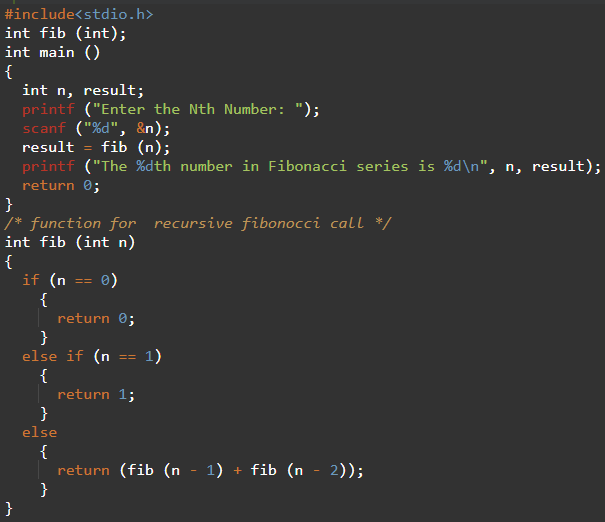 #include<stdio.h>
int fib (int);
int main ()
{
  int n, result;
  printf ("Enter the Nth Number: ");
  scanf ("%d", &n);
  result = fib (n);
  printf ("The %dth number in Fibonacci series is %d\n", n, result);
  return 0;
}
/* function for  recursive fibonocci call */
int fib (int n)
{
  if (n == 0)
    {
      return 0;
    }
  else if (n == 1)
    {
      return 1;
    }
  else
    {
      return (fib (n - 1) + fib (n - 2));
    }
}